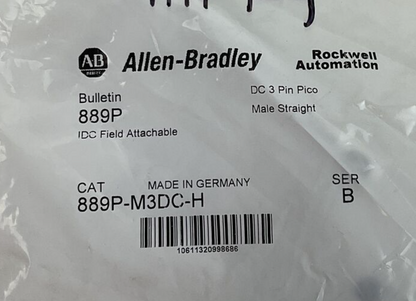 AB
Allen-Bradley
Rockwell
Automation
Bulletin
889P
IDC Field Attachable
DC 3 Pin Pico
Male Straight
CAT
MADE IN GERMANY
889P-M3DC-H
SER
B
10611320998686